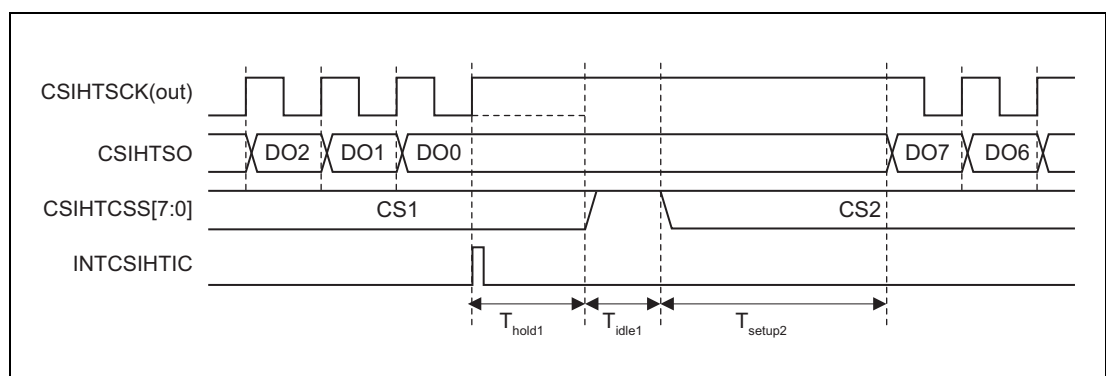 CSIHTSCK(out)
CSIHTSO
DO2 DO1 DO0 DO7 DO6
CSIHTCSS[7:0]
CS1 CS2
INTCSIHTIC
Thold1 Tidle1 Tsetup2